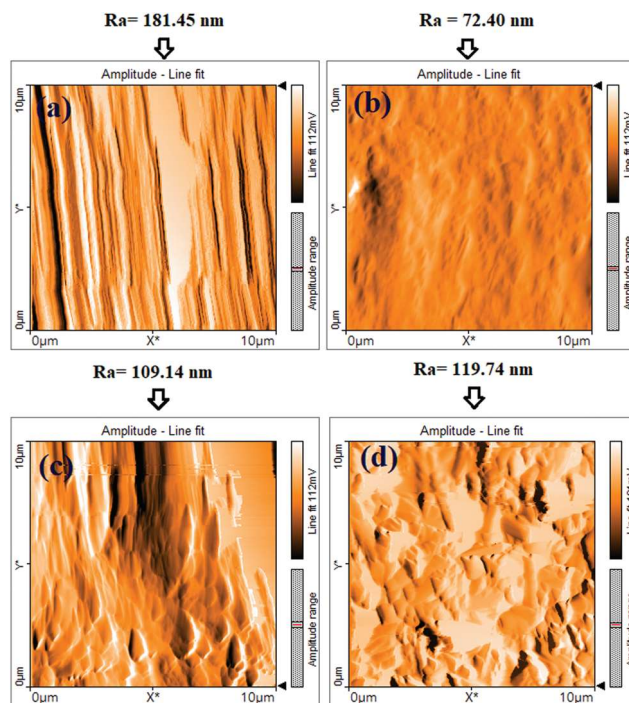 Ra= 181.45 nm
Ra= 72.40 nm
Amplitude - Line fit
(a)
10µm
Y*
0µm
0µm X* 10µm
Line fit 112mV
Amplitude range
Amplitude - Line fit
(b)
10µm
Y*
0µm
0µm X* 10µm
Line fit 112mV
Amplitude range
Ra= 109.14 nm
Ra= 119.74 nm
Amplitude - Line fit
(c)
10µm
Y*
0µm
0µm X* 10µm
Line fit 112mV
Amplitude range
Amplitude - Line fit
(d)
10µm
Y*
0µm
0µm X* 10µm